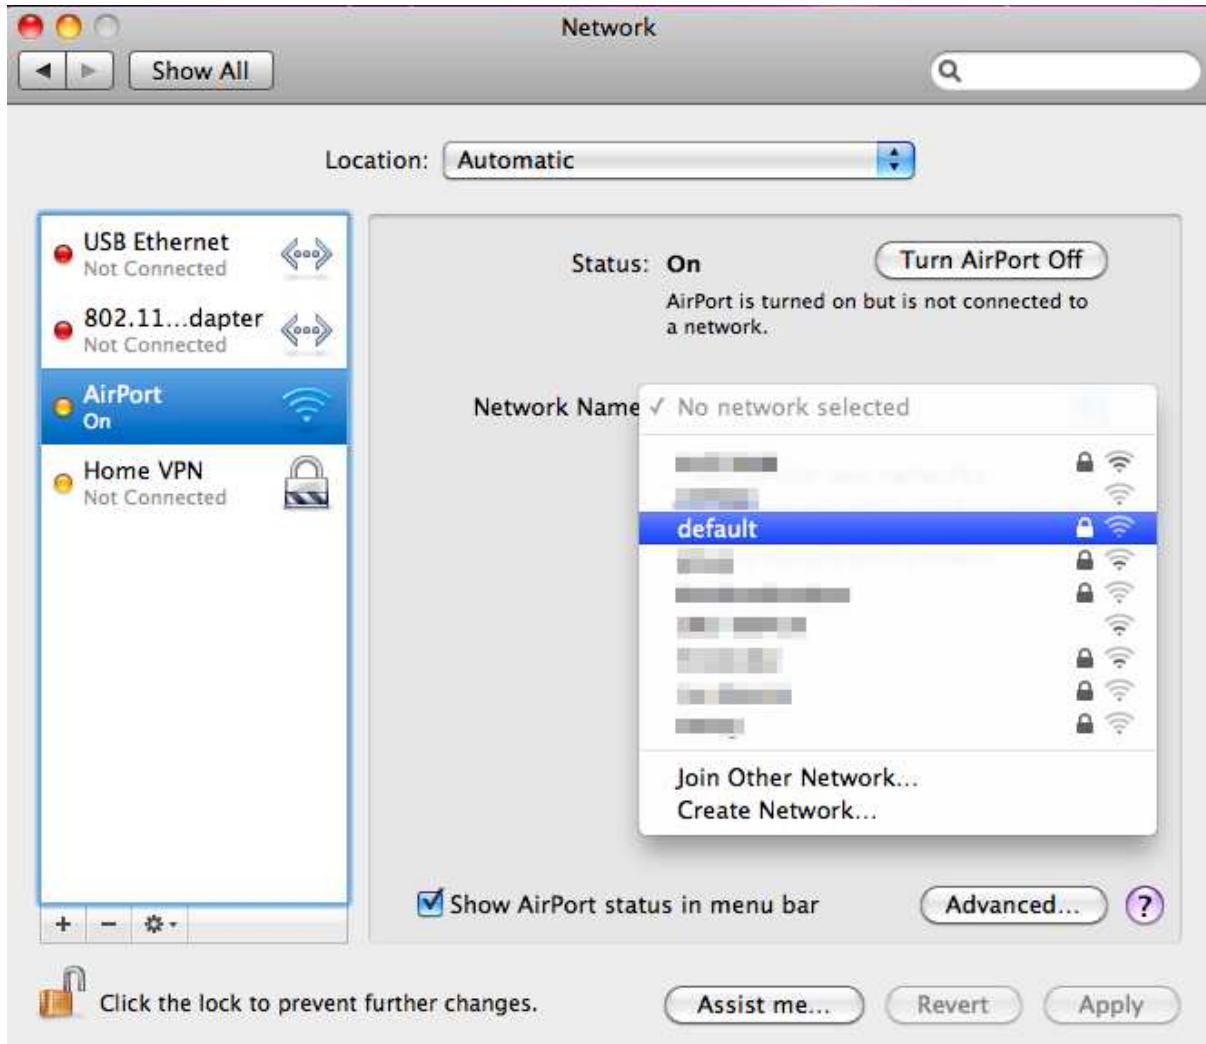 Network
Show All
Location: Automatic
USB Ethernet
Not Connected
802.11...dapter
Not Connected
AirPort
On
Home VPN
Not Connected
Status: On
Turn AirPort Off
AirPort is turned on but is not connected to
a network.
Network Name
✓ No network selected
default
Join Other Network...
Create Network...
Show AirPort status in menu bar
Advanced...
?
Click the lock to prevent further changes.
Assist me...
Revert
Apply